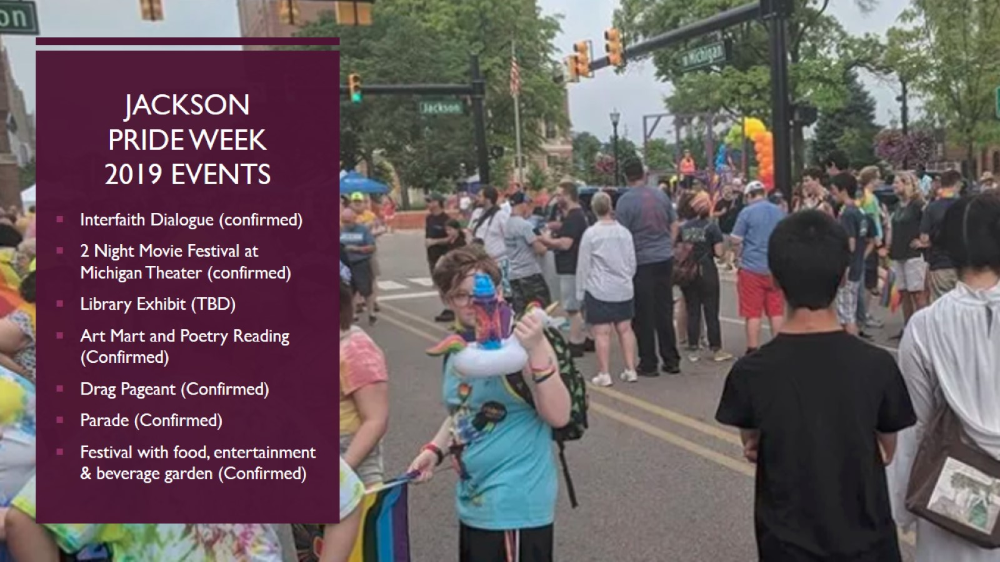 on
JACKSON
PRIDE WEEK
2019 EVENTS
Interfaith Dialogue (confirmed)
2 Night Movie Festival at
Michigan Theater (confirmed)
Library Exhibit (TBD)
Art Mart and Poetry Reading
(Confirmed)
Drag Pageant (Confirmed)
Parade (Confirmed)
Festival with food, entertainment
& beverage garden (Confirmed)
Jackson
Michigan